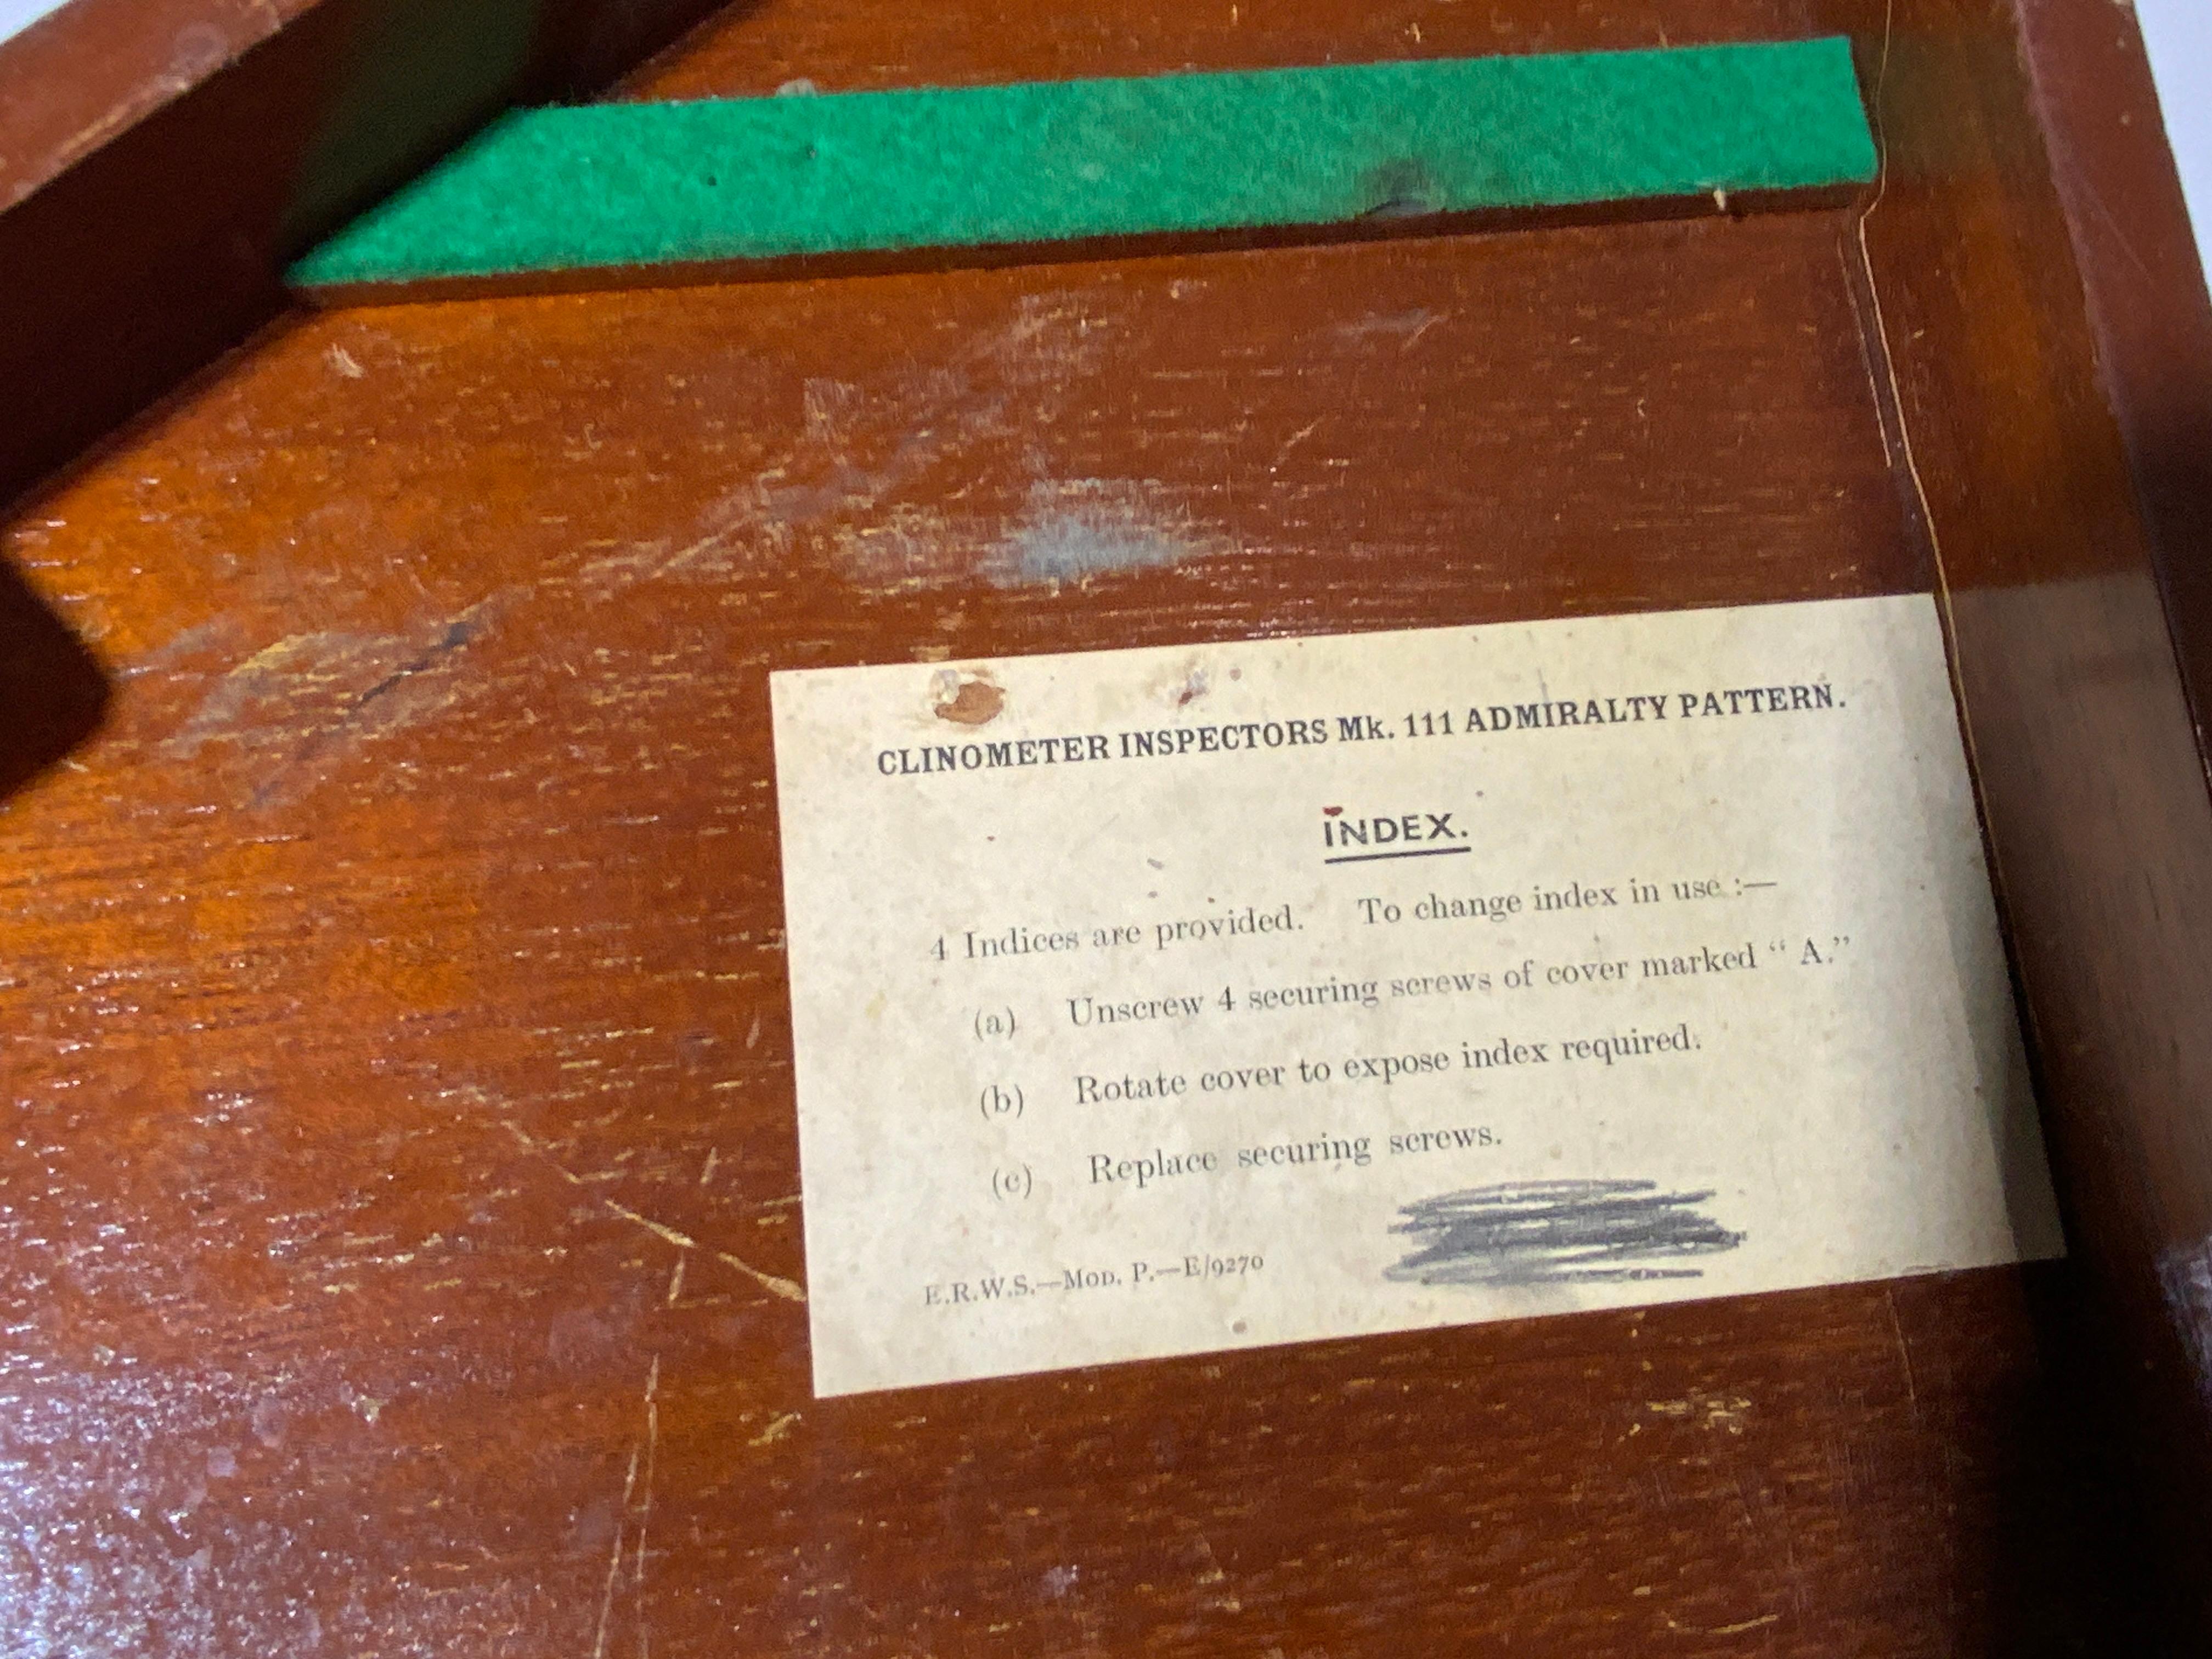 CLINOMETER INSPECTORS Mk. 111 ADMIRALTY PATTERN.
INDEX.
4 Indices are provided. To change index in use :—
(a) Unscrew 4 securing screws of cover marked “ A.”
(b) Rotate cover to expose index required.
(c) Replace securing screws.
E.R.W.S.—Mod. P.—E/9270